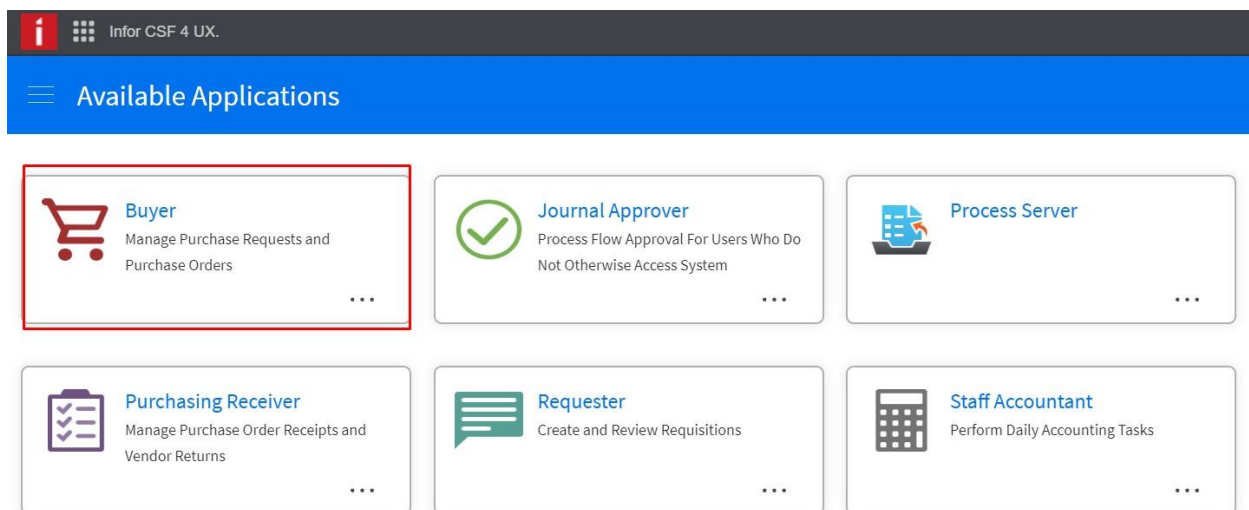 i
Infor CSF 4 UX.
Available Applications
Buyer
Manage Purchase Requests and
Purchase Orders
...
Journal Approver
Process Flow Approval For Users Who Do
Not Otherwise Access System
...
Process Server
...
Purchasing Receiver
Manage Purchase Order Receipts and
Vendor Returns
...
Requester
Create and Review Requisitions
...
Staff Accountant
Perform Daily Accounting Tasks
...